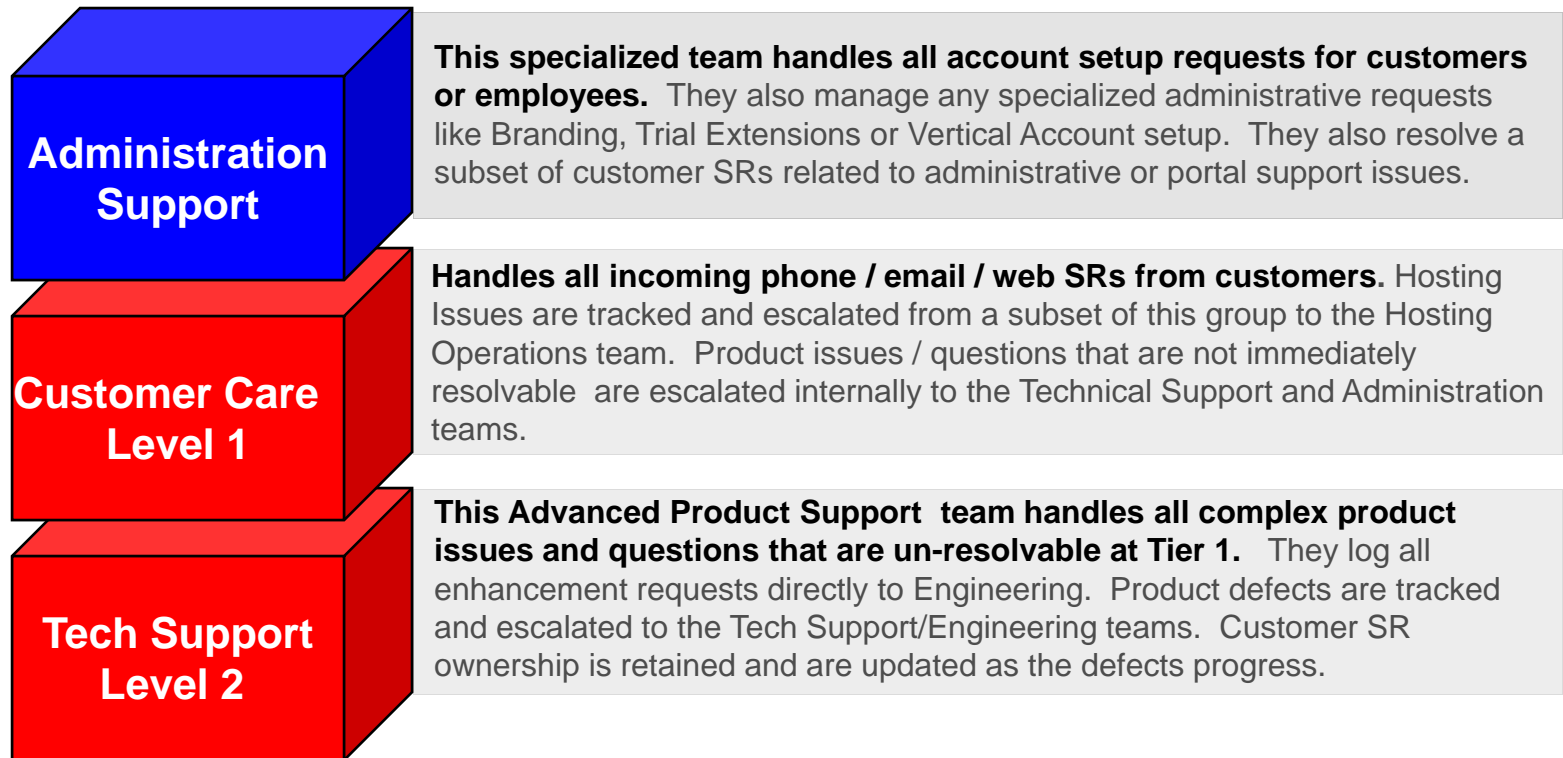 Administration
Support
This specialized team handles all account setup requests for customers
or employees.  They also manage any specialized administrative requests
like Branding, Trial Extensions or Vertical Account setup.  They also resolve a
subset of customer SRs related to administrative or portal support issues.
Customer Care
Level 1
Handles all incoming phone / email / web SRs from customers. Hosting
Issues are tracked and escalated from a subset of this group to the Hosting
Operations team.  Product issues / questions that are not immediately
resolvable  are escalated internally to the Technical Support and Administration
teams.
Tech Support
Level 2
This Advanced Product Support  team handles all complex product
issues and questions that are un-resolvable at Tier 1.   They log all
enhancement requests directly to Engineering.  Product defects are tracked
and escalated to the Tech Support/Engineering teams.  Customer SR
ownership is retained and are updated as the defects progress.